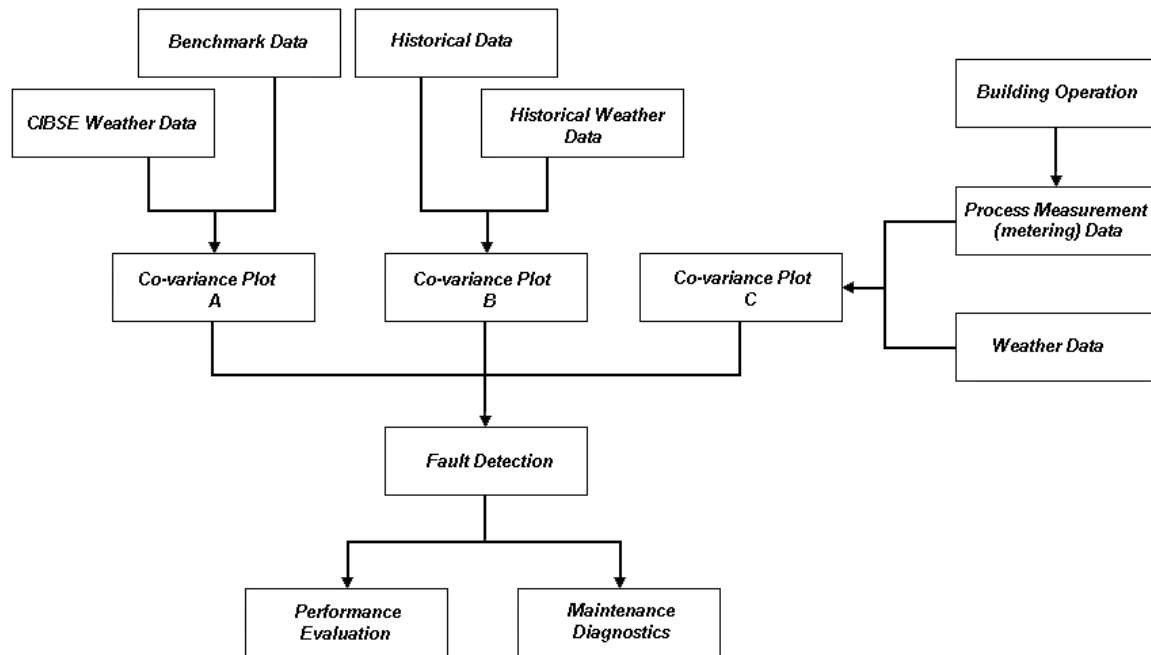 Benchmark Data
Historical Data
Building Operation
CIBSE Weather Data
Historical Weather
Data
Process Measurement
(metering) Data
Co-variance Plot
A
Co-variance Plot
B
Co-variance Plot
C
Weather Data
Fault Detection
Performance
Evaluation
Maintenance
Diagnostics